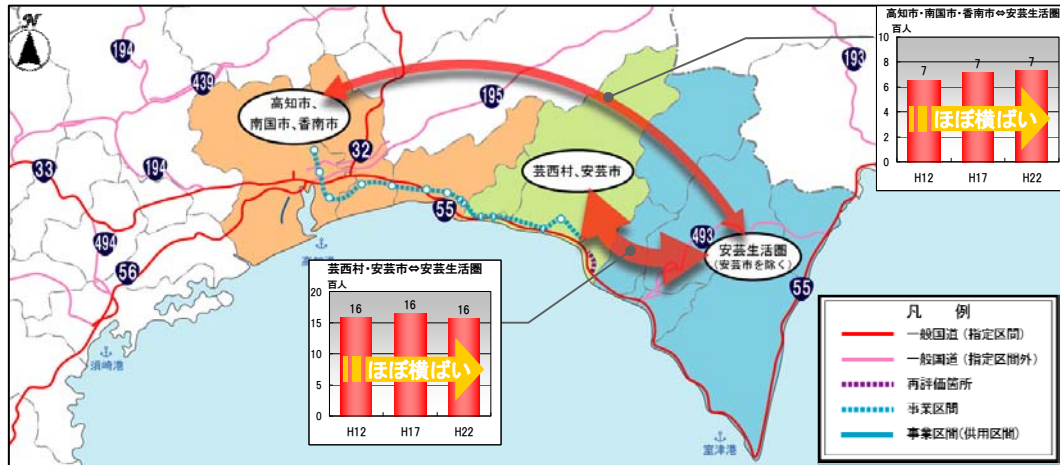 N
194
439
195
193
33
194
32
55
494
56
493
55
高知市、
南国市、香南市
芸西村、安芸市
安芸生活圏
(安芸市を除く)
須崎港
室津港
高知市・南国市・香南市⇔安芸生活圏
百人
10
8
6
4
2
0
7
7
7
ほぼ横ばい
H12
H17
H22
芸西村・安芸市⇔安芸生活圏
百人
20
15
10
5
0
16
16
16
ほぼ横ばい
H12
H17
H22
凡 例
一般国道(指定区間)
一般国道(指定区間外)
再評価箇所
事業区間
事業区間(供用区間)